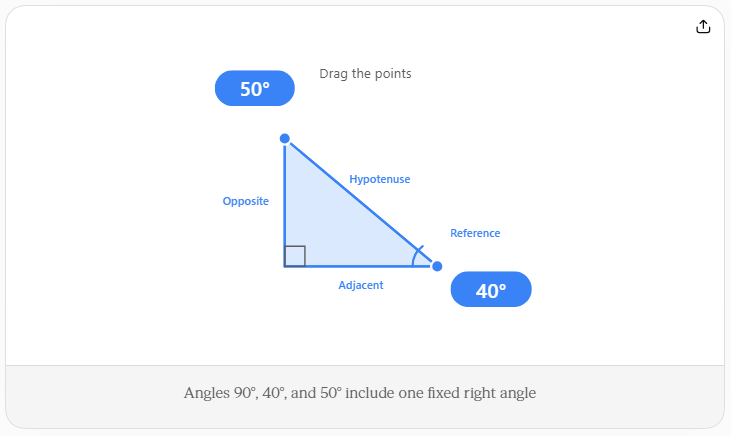 Drag the points
50°
Hypotenuse
Opposite
Reference
Adjacent
40°
Angles 90°, 40°, and 50° include one fixed right angle